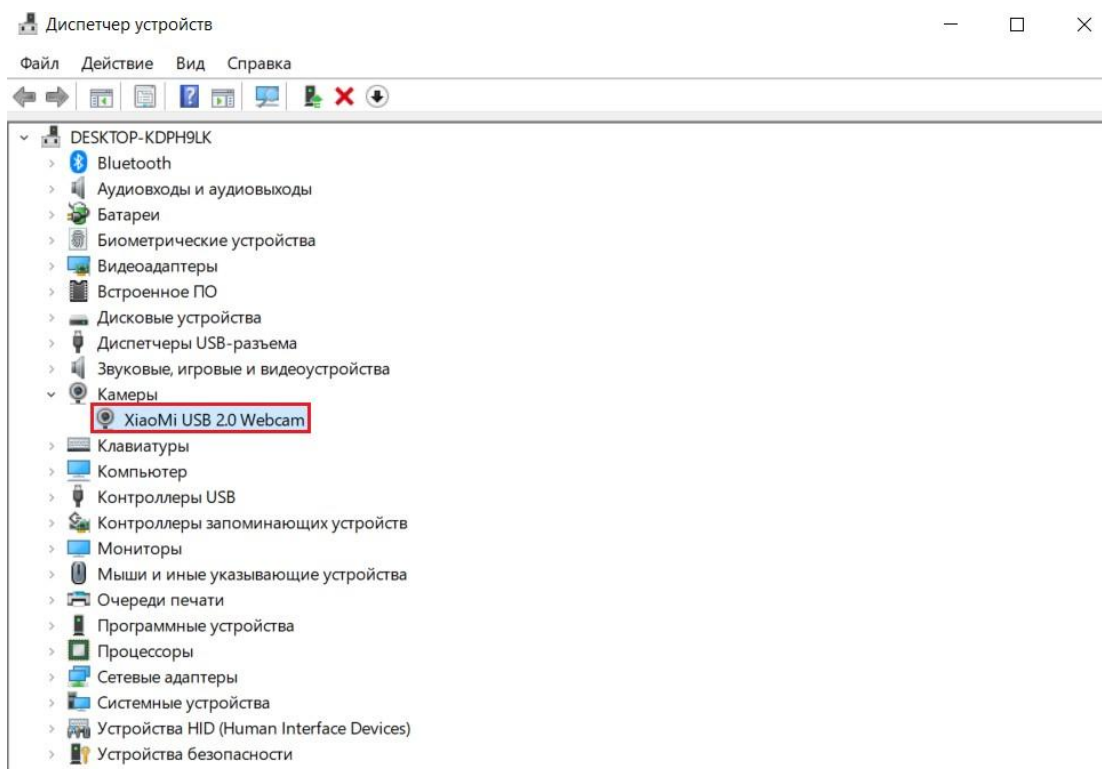 Диспетчер устройств
Файл Действие Вид Справка
DESKTOP-KDPH9LK
Bluetooth
Аудиовходы и аудиовыходы
Батареи
Биометрические устройства
Видеоадаптеры
Встроенное ПО
Дисковые устройства
Диспетчеры USB-разъема
Звуковые, игровые и видеоустройства
Камеры
XiaoMi USB 2.0 Webcam
Клавиатуры
Компьютер
Контроллеры USB
Контроллеры запоминающих устройств
Мониторы
Мыши и иные указывающие устройства
Очереди печати
Программные устройства
Процессоры
Сетевые адаптеры
Системные устройства
Устройства HID (Human Interface Devices)
Устройства безопасности